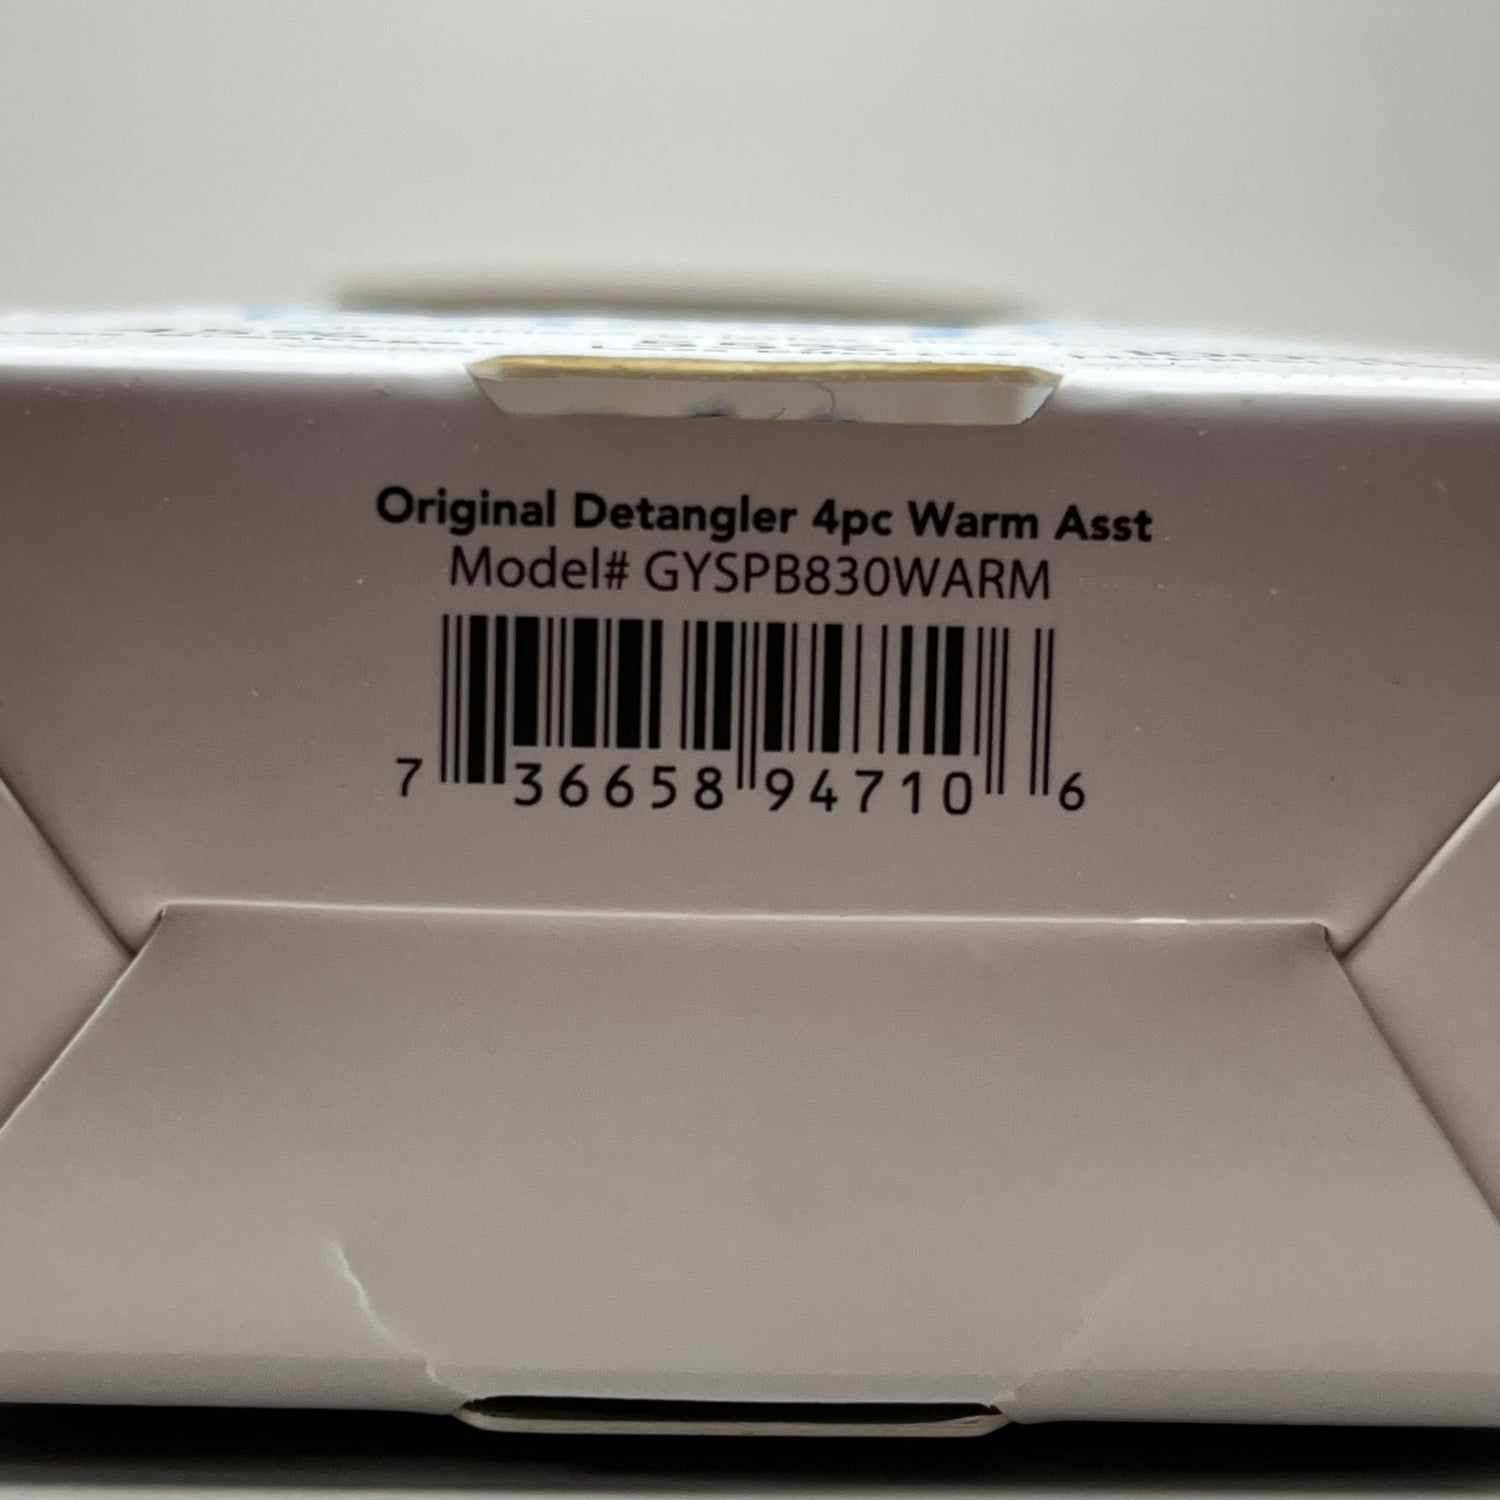 Original Detangler 4pc Warm Asst
Model# GYSPB830WARM
7 36658 94710 6